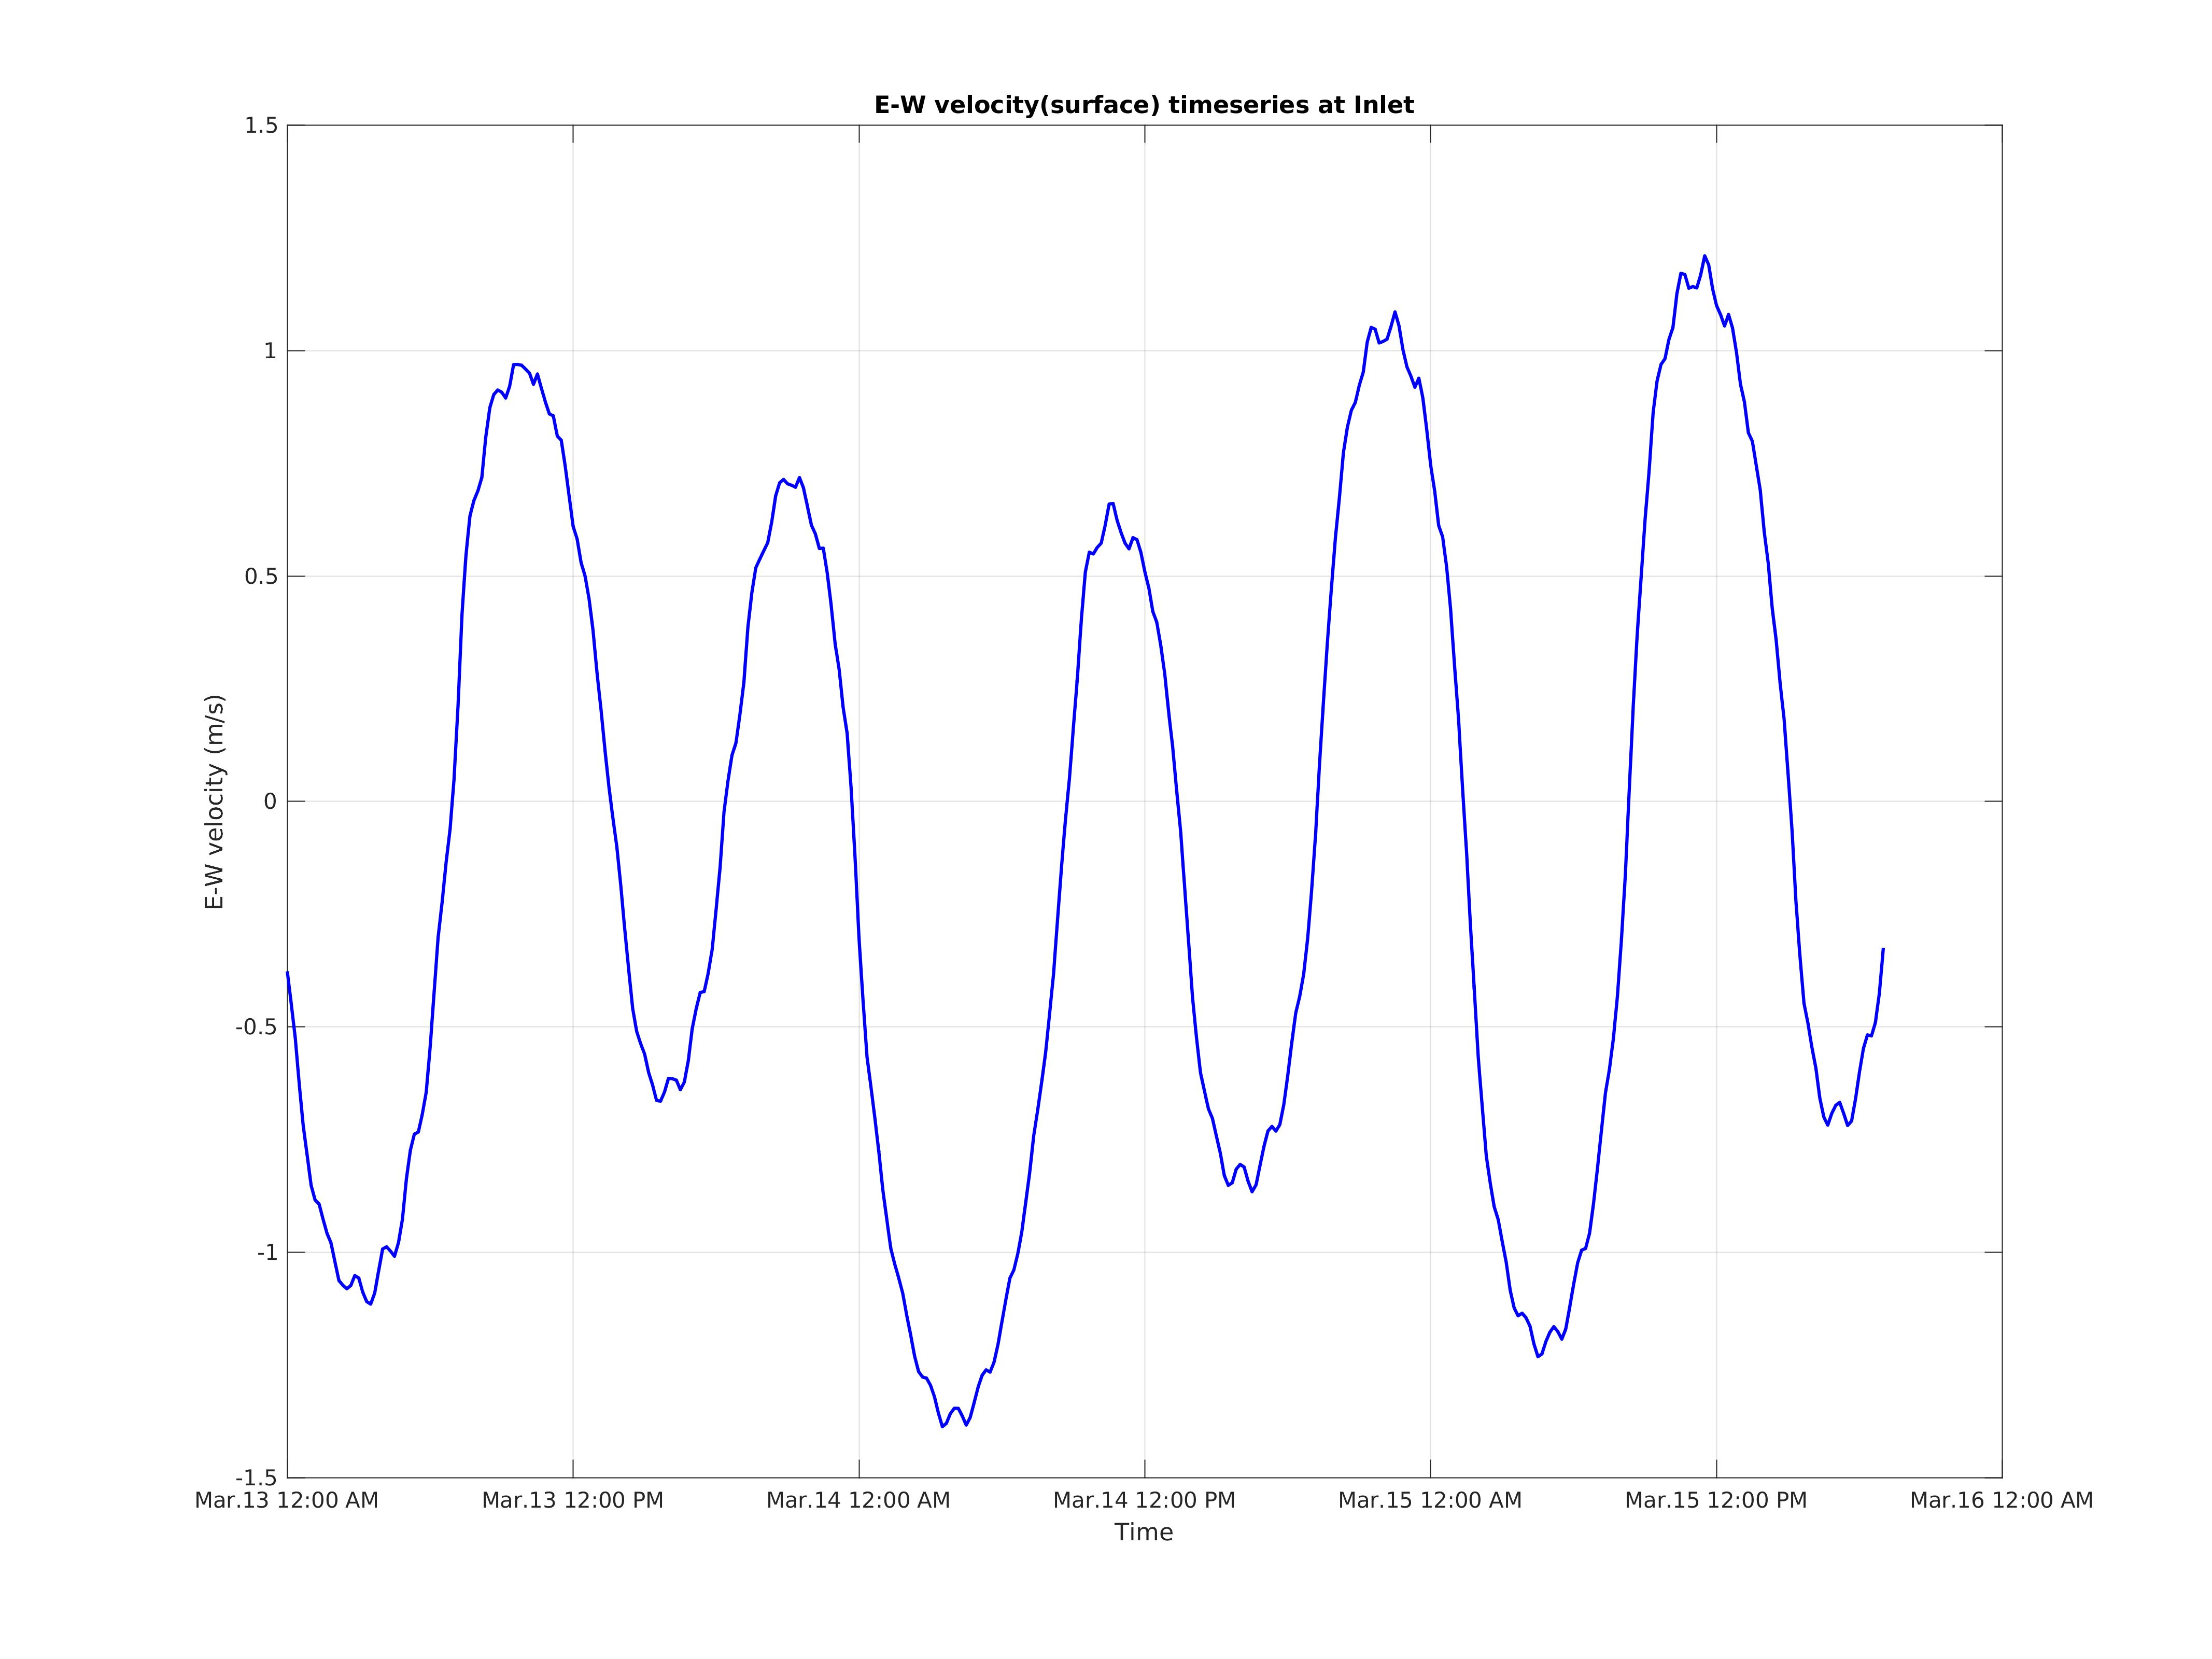 E-W velocity(surface) timeseries at Inlet
1.5
1
0.5
0
-0.5
-1
-1.5
E-W velocity (m/s)
Mar.13 12:00 AM Mar.13 12:00 PM Mar.14 12:00 AM Mar.14 12:00 PM Mar.15 12:00 AM Mar.15 12:00 PM Mar.16 12:00 AM
Time